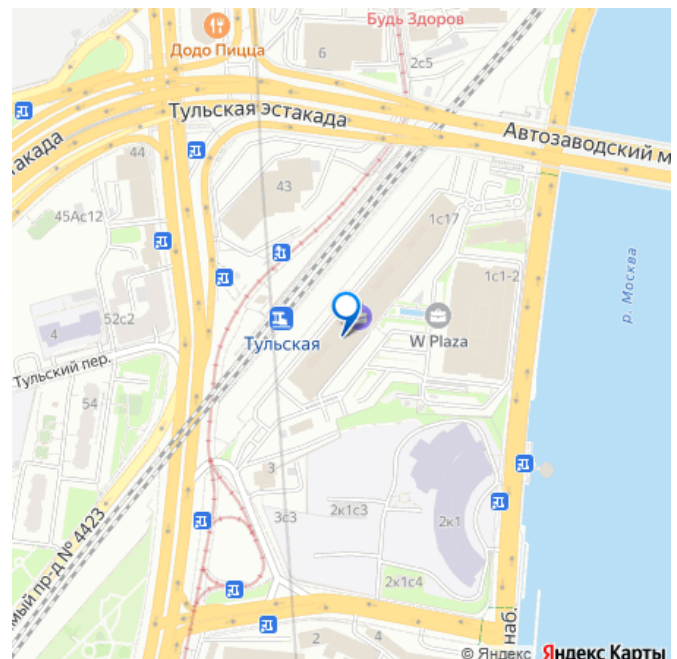 Будь Здоров
Додо Пицца
6
2с5
Тульская эстакада
такада
Автозаводский м
44
43
45Ас12
1с17
1с1-2
р. Москва
52с2
4
Тульская
W Plaza
Тульский пер.
54
3
3с3
2к1с3
2к1
мый пр-д № 4423
2к1с4
2
4
наб.
© Яндекс Яндекс Карты